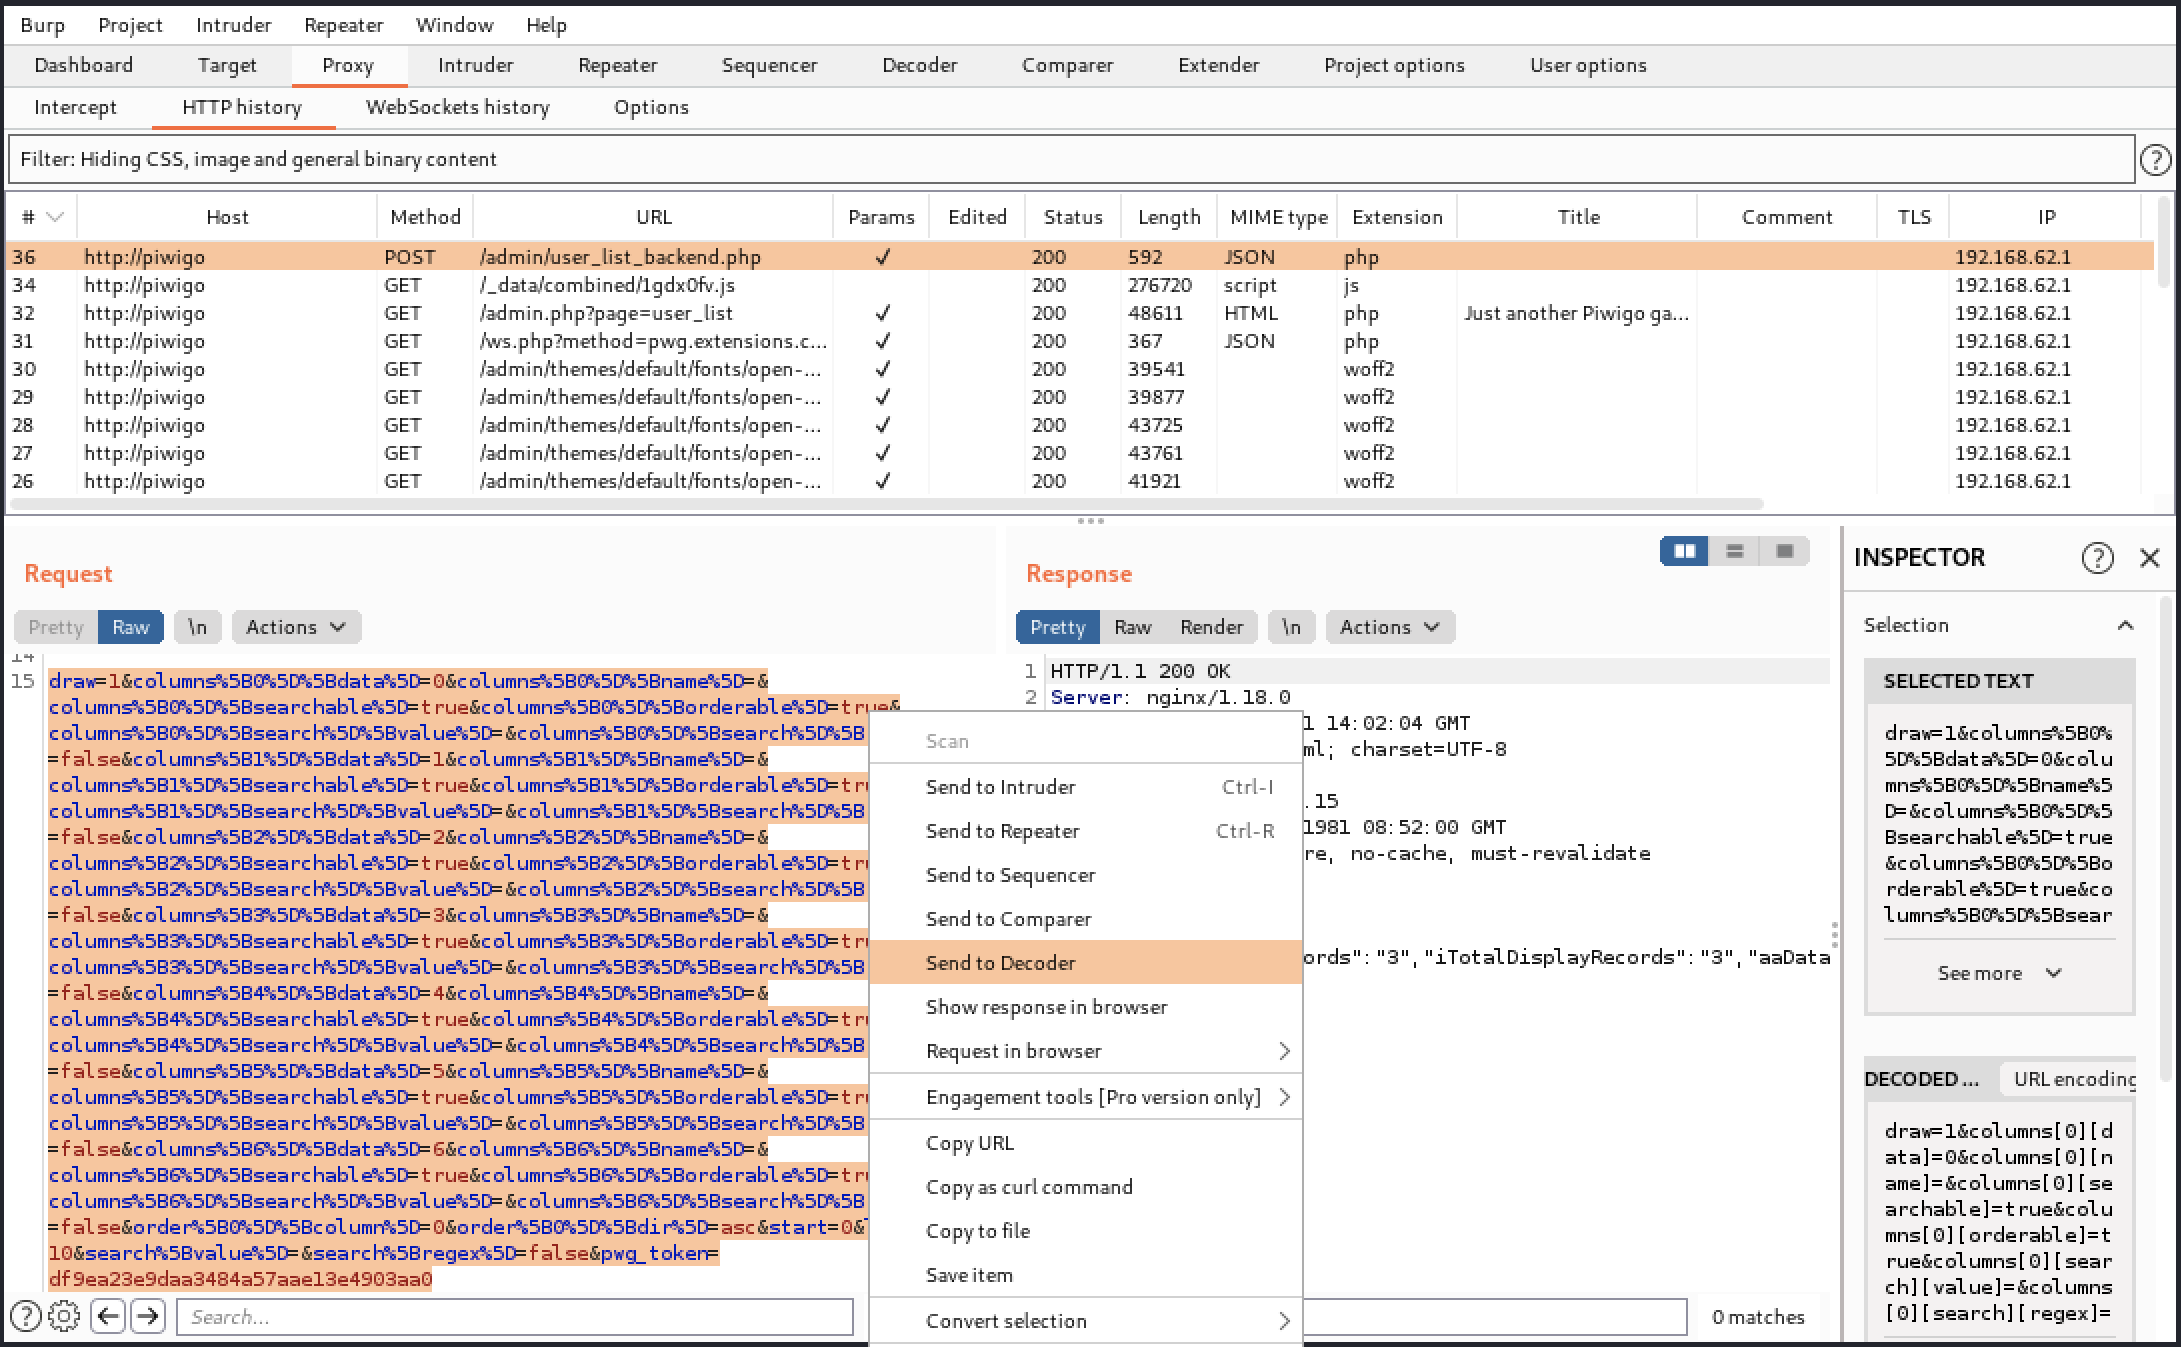 Burp Project Intruder Repeater Window Help
Dashboard Target Proxy Intruder Repeater Sequencer Decoder Comparer Extender Project options User options
Intercept HTTP history WebSockets history Options
Filter: Hiding CSS, image and general binary content
# Host Method URL Params Edited Status Length MIME type Extension Title Comment TLS IP
36 http://piwigo POST /admin/user_list_backend.php ✓ 200 592 JSON php 192.168.62.1
34 http://piwigo GET /_data/combined/1gdx0fv.js 200 276720 script js 192.168.62.1
32 http://piwigo GET /admin.php?page=user_list ✓ 200 48611 HTML php Just another Piwigo ga... 192.168.62.1
31 http://piwigo GET /ws.php?method=pwg.extensions.c... ✓ 200 367 JSON php 192.168.62.1
30 http://piwigo GET /admin/themes/default/fonts/open-... ✓ 200 39541 woff2 192.168.62.1
29 http://piwigo GET /admin/themes/default/fonts/open-... ✓ 200 39877 woff2 192.168.62.1
28 http://piwigo GET /admin/themes/default/fonts/open-... ✓ 200 43725 woff2 192.168.62.1
27 http://piwigo GET /admin/themes/default/fonts/open-... ✓ 200 43761 woff2 192.168.62.1
26 http://piwigo GET /admin/themes/default/fonts/open-... ✓ 200 41921 woff2 192.168.62.1
Request
Pretty Raw \n Actions
14
15 draw=1&columns%5B0%5D%5Bdata%5D=0&columns%5B0%5D%5Bname%5D=&
columns%5B0%5D%5Bsearchable%5D=true&columns%5B0%5D%5Borderable%5D=true&
columns%5B0%5D%5Bsearch%5D%5Bvalue%5D=&columns%5B0%5D%5Bsearch%5D%5B
=false&columns%5B1%5D%5Bdata%5D=1&columns%5B1%5D%5Bname%5D=&
columns%5B1%5D%5Bsearchable%5D=true&columns%5B1%5D%5Borderable%5D=tru
columns%5B1%5D%5Bsearch%5D%5Bvalue%5D=&columns%5B1%5D%5Bsearch%5D%5B
=false&columns%5B2%5D%5Bdata%5D=2&columns%5B2%5D%5Bname%5D=&
columns%5B2%5D%5Bsearchable%5D=true&columns%5B2%5D%5Borderable%5D=tru
columns%5B2%5D%5Bsearch%5D%5Bvalue%5D=&columns%5B2%5D%5Bsearch%5D%5B
=false&columns%5B3%5D%5Bdata%5D=3&columns%5B3%5D%5Bname%5D=&
columns%5B3%5D%5Bsearchable%5D=true&columns%5B3%5D%5Borderable%5D=tru
columns%5B3%5D%5Bsearch%5D%5Bvalue%5D=&columns%5B3%5D%5Bsearch%5D%5B
=false&columns%5B4%5D%5Bdata%5D=4&columns%5B4%5D%5Bname%5D=&
columns%5B4%5D%5Bsearchable%5D=true&columns%5B4%5D%5Borderable%5D=tru
columns%5B4%5D%5Bsearch%5D%5Bvalue%5D=&columns%5B4%5D%5Bsearch%5D%5B
=false&columns%5B5%5D%5Bdata%5D=5&columns%5B5%5D%5Bname%5D=&
columns%5B5%5D%5Bsearchable%5D=true&columns%5B5%5D%5Borderable%5D=tru
columns%5B5%5D%5Bsearch%5D%5Bvalue%5D=&columns%5B5%5D%5Bsearch%5D%5B
=false&columns%5B6%5D%5Bdata%5D=6&columns%5B6%5D%5Bname%5D=&
columns%5B6%5D%5Bsearchable%5D=true&columns%5B6%5D%5Borderable%5D=tru
columns%5B6%5D%5Bsearch%5D%5Bvalue%5D=&columns%5B6%5D%5Bsearch%5D%5B
=false&order%5B0%5D%5Bcolumn%5D=0&order%5B0%5D%5Bdir%5D=asc&start=0&
10&search%5Bvalue%5D=&search%5Bregex%5D=false&pwg_token=
df9ea23e9daa3484a57aae13e4903aa0
Search...
Scan
Send to Intruder Ctrl-I
Send to Repeater Ctrl-R
Send to Sequencer
Send to Comparer
Send to Decoder
Show response in browser
Request in browser
Engagement tools [Pro version only]
Copy URL
Copy as curl command
Copy to file
Save item
Convert selection
Response
Pretty Raw Render \n Actions
1 HTTP/1.1 200 OK
2 Server: nginx/1.18.0
1 14:02:04 GMT
ml; charset=UTF-8
.15
1981 08:52:00 GMT
re, no-cache, must-revalidate
ords":"3","iTotalDisplayRecords":"3","aaData
0 matches
INSPECTOR
Selection
SELECTED TEXT
draw=1&columns%5B0%
5D%5Bdata%5D=0&colu
mns%5B0%5D%5Bname%5
D=&columns%5B0%5D%5
Bsearchable%5D=true
&columns%5B0%5D%5Bo
rderable%5D=true&co
lumns%5B0%5D%5Bsear
See more
DECODED ... URL encoding
draw=1&columns[0][d
ata]=0&columns[0][n
ame]=&columns[0][se
archable]=true&colu
mns[0][orderable]=t
rue&columns[0][sear
ch][value]=&columns
[0][search][regex]=